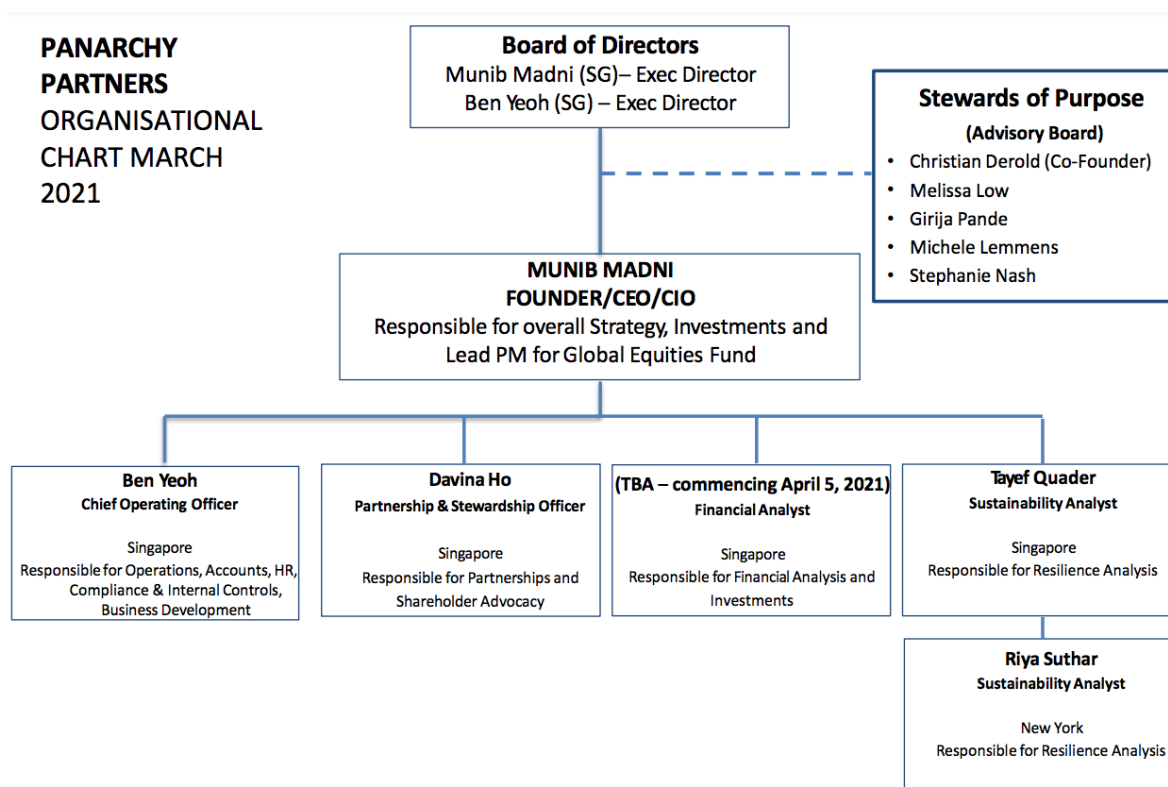 PANARCHY
PARTNERS
ORGANISATIONAL
CHART MARCH
2021
Board of Directors
Munib Madni (SG)– Exec Director
Ben Yeoh (SG) – Exec Director
Stewards of Purpose
(Advisory Board)
• Christian Derold (Co-Founder)
• Melissa Low
• Girija Pande
• Michele Lemmens
• Stephanie Nash
MUNIB MADNI
FOUNDER/CEO/CIO
Responsible for overall Strategy, Investments and
Lead PM for Global Equities Fund
Ben Yeoh
Chief Operating Officer
Singapore
Responsible for Operations, Accounts, HR,
Compliance & Internal Controls,
Business Development
Davina Ho
Partnership & Stewardship Officer
Singapore
Responsible for Partnerships and
Shareholder Advocacy
(TBA – commencing April 5, 2021)
Financial Analyst
Singapore
Responsible for Financial Analysis and
Investments
Tayef Quader
Sustainability Analyst
Singapore
Responsible for Resilience Analysis
Riya Suthar
Sustainability Analyst
New York
Responsible for Resilience Analysis